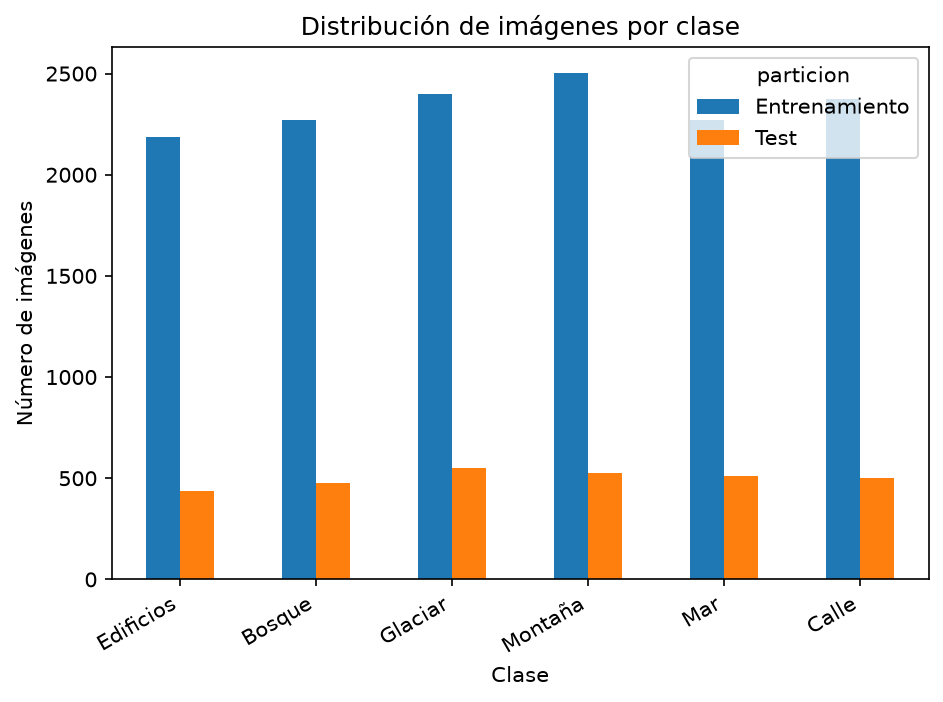 Distribución de imágenes por clase
particion
Entrenamiento
Test
Número de imágenes
2500
2000
1500
1000
500
0
Edificios
Bosque
Glaciar
Montaña
Mar
Calle
Clase